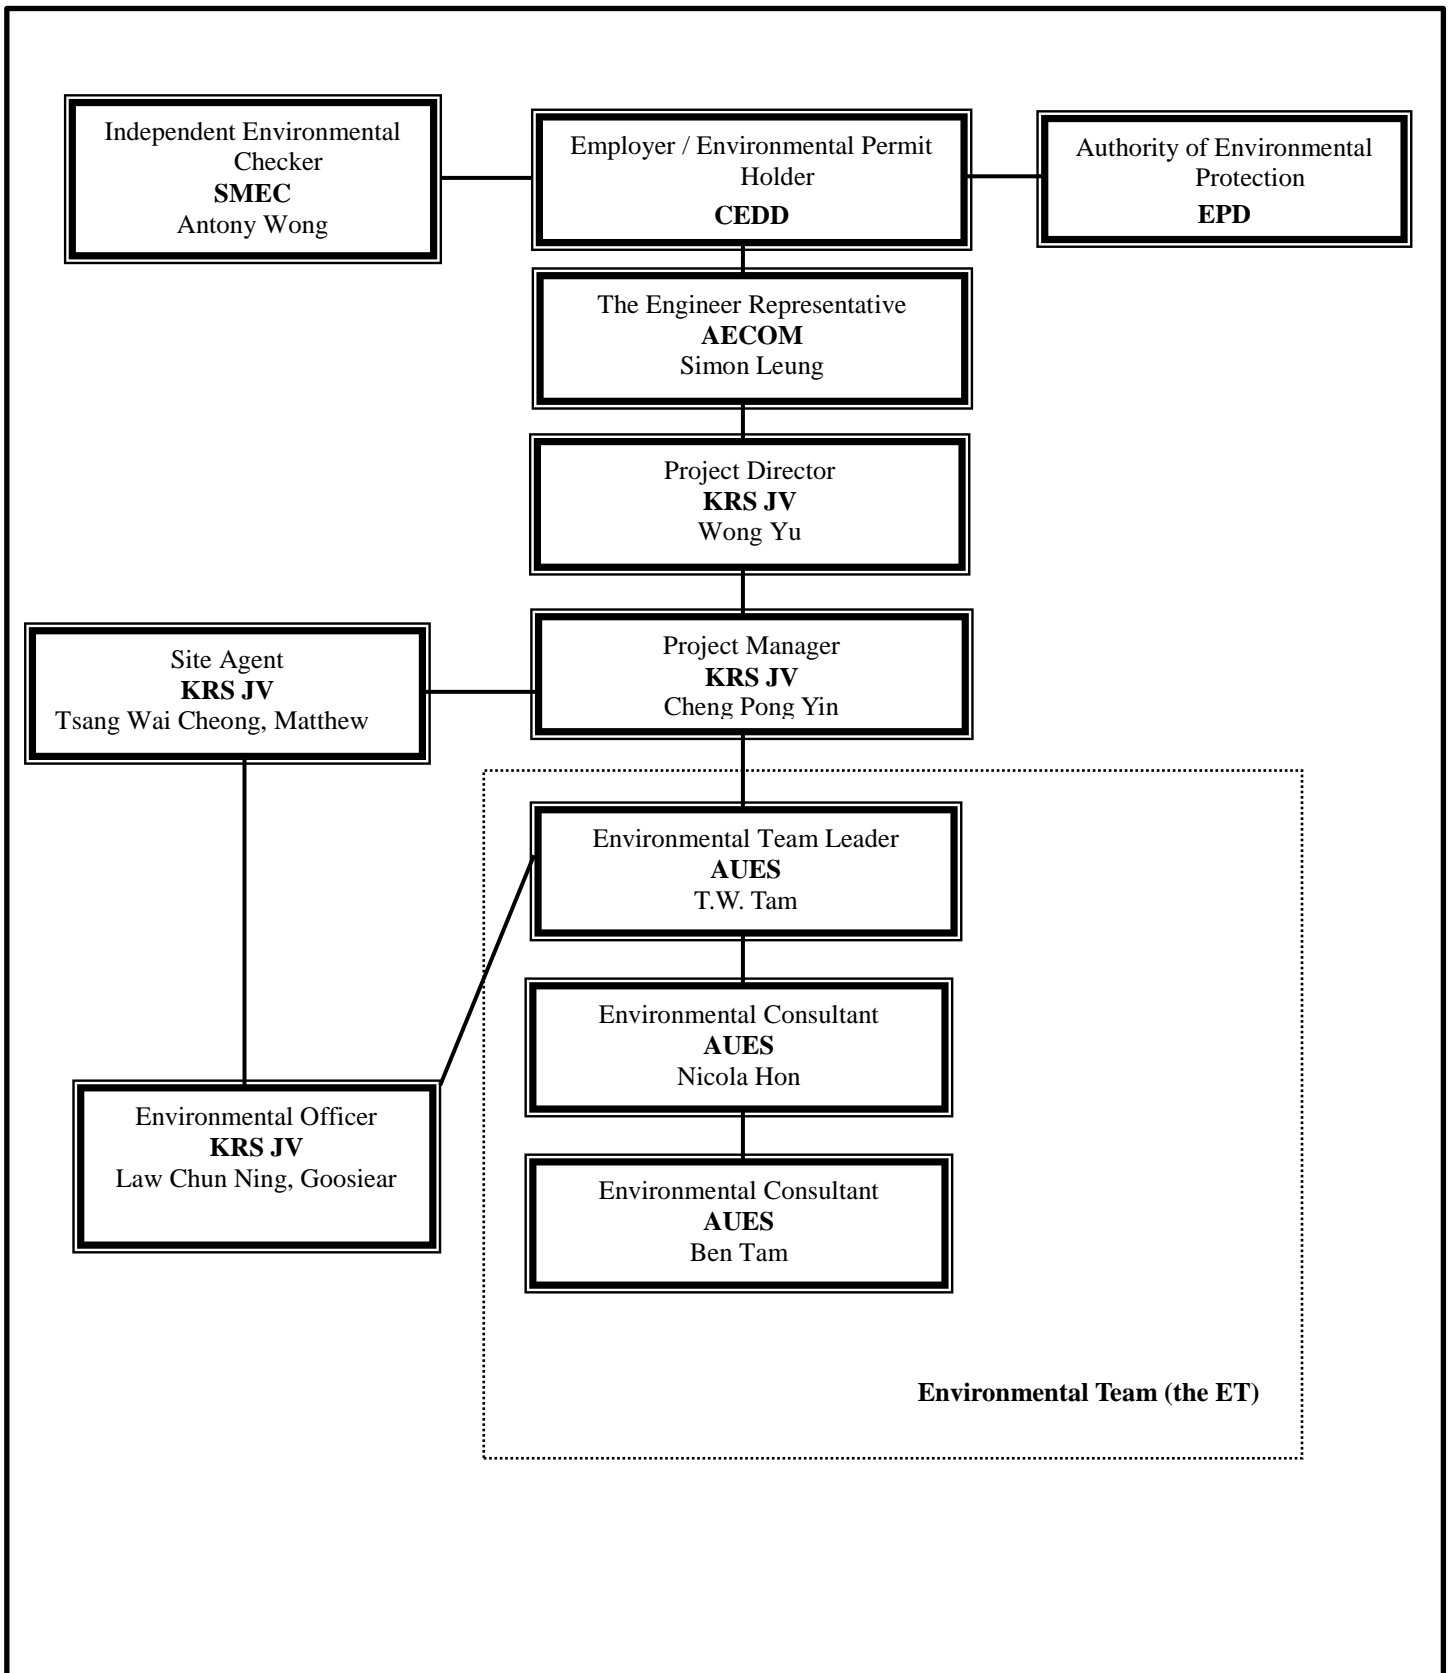 Independent Environmental
Checker
SMEC
Antony Wong
Employer / Environmental Permit
Holder
CEDD
Authority of Environmental
Protection
EPD
The Engineer Representative
AECOM
Simon Leung
Project Director
KRS JV
Wong Yu
Site Agent
KRS JV
Tsang Wai Cheong, Matthew
Project Manager
KRS JV
Cheng Pong Yin
Environmental Team Leader
AUES
T.W. Tam
Environmental Consultant
AUES
Nicola Hon
Environmental Officer
KRS JV
Law Chun Ning, Goosiear
Environmental Consultant
AUES
Ben Tam
Environmental Team (the ET)